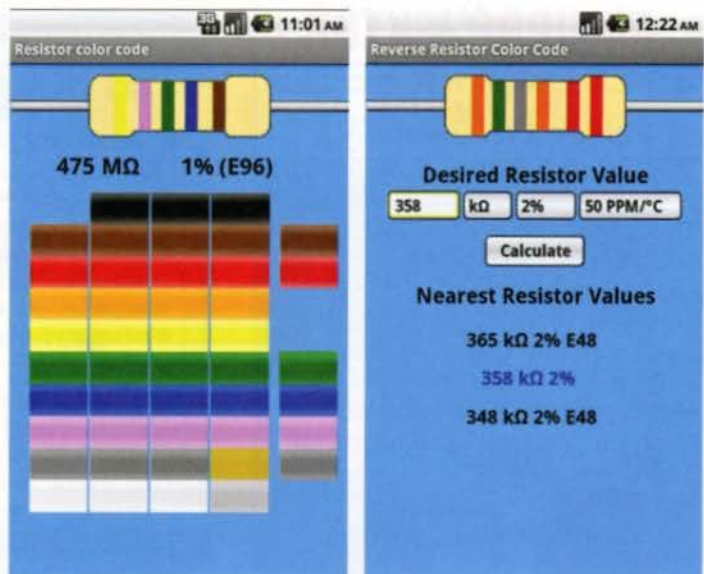 3G
11:01 AM
Resistor color code
475 MΩ 1% (E96)
12:22 AM
Reverse Resistor Color Code
Desired Resistor Value
358 kΩ 2% 50 PPM/°C
Calculate
Nearest Resistor Values
365 kΩ 2% E48
358 kΩ 2%
348 kΩ 2% E48